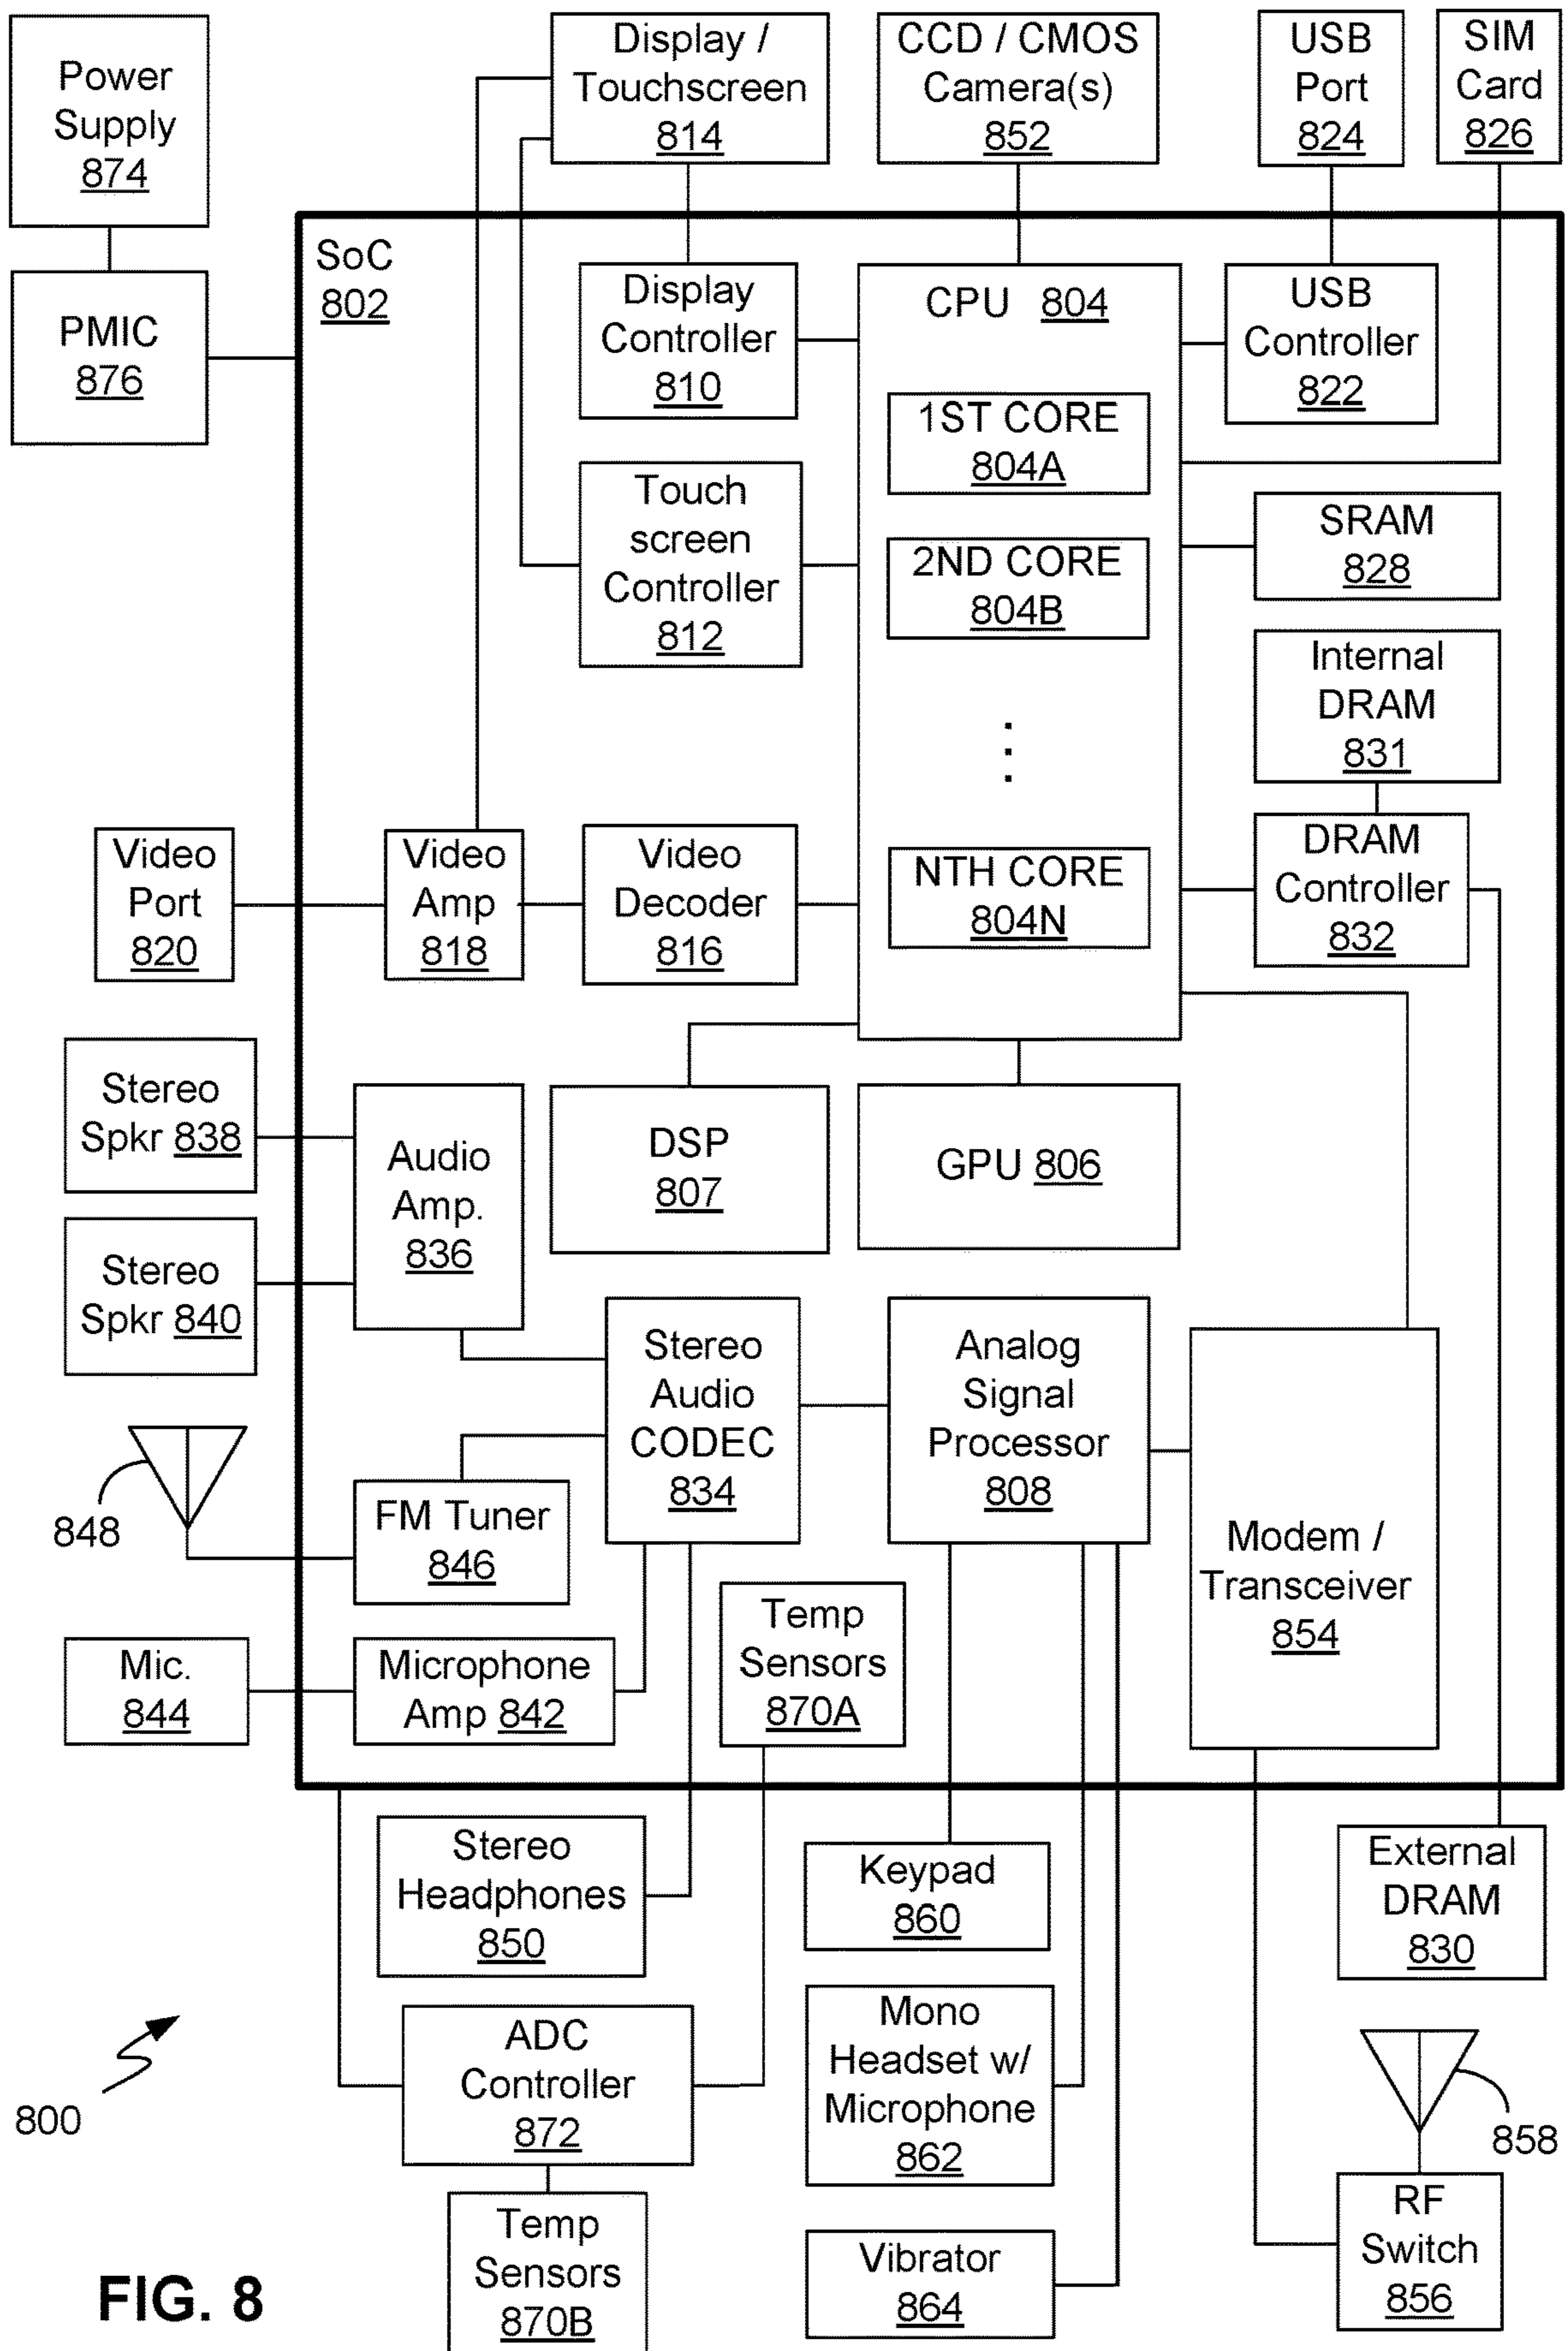 Power
Supply
874
Display /
Touchscreen
814
CCD / CMOS
Camera(s)
852
USB
Port
824
SIM
Card
826
PMIC
876
SoC
802
Display
Controller
810
CPU 804
USB
Controller
822
1ST CORE
804A
Touch
screen
Controller
812
2ND CORE
804B
SRAM
828
Internal
DRAM
831
Video
Port
820
Video
Amp
818
Video
Decoder
816
NTH CORE
804N
DRAM
Controller
832
Stereo
Spkr 838
Audio
Amp.
836
DSP
807
GPU 806
Stereo
Spkr 840
Stereo
Audio
CODEC
834
Analog
Signal
Processor
808
Modem /
Transceiver
854
848
FM Tuner
846
Temp
Sensors
870A
Mic.
844
Microphone
Amp 842
Stereo
Headphones
850
Keypad
860
External
DRAM
830
ADC
Controller
872
Mono
Headset w/
Microphone
862
800
858
Temp
Sensors
870B
Vibrator
864
RF
Switch
856
FIG. 8